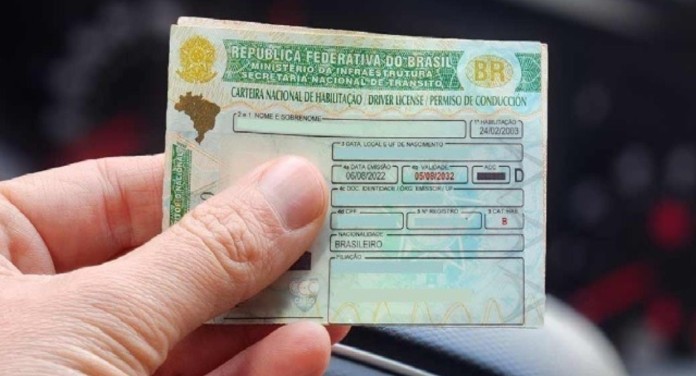 REPÚBLICA FEDERATIVA DO BRASIL
MINISTÉRIO DA INFRAESTRUTURA
SECRETARIA NACIONAL DE TRÂNSITO
BR
CARTEIRA NACIONAL DE HABILITAÇÃO / DRIVER LICENSE / PERMISO DE CONDUCCIÓN
2 e 1 NOME E SOBRENOME
1ª HABILITAÇÃO
24/02/2003
3 DATA, LOCAL E UF DE NASCIMENTO
4a DATA EMISSÃO
06/08/2022
4b VALIDADE
05/08/2032
ACC
D
4c DOC. IDENTIDADE / ÓRG. EMISSOR / UF
4d CPF
5 Nº REGISTRO
9 CAT. HAB.
B
NACIONALIDADE
BRASILEIRO
FILIAÇÃO